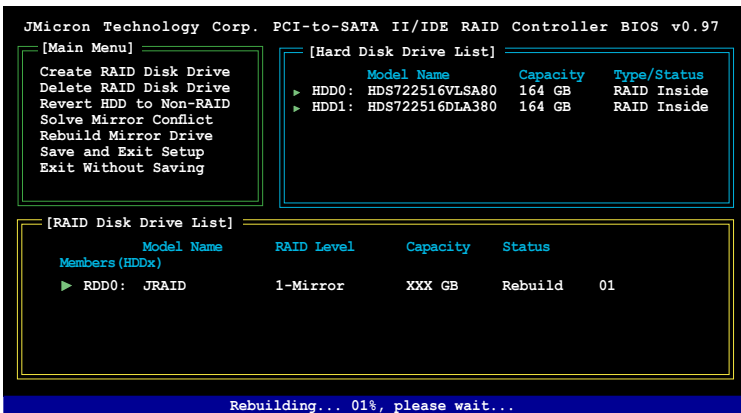 JMicron Technology Corp. PCI-to-SATA II/IDE RAID Controller BIOS v0.97
[Main Menu]
Create RAID Disk Drive
Delete RAID Disk Drive
Revert HDD to Non-RAID
Solve Mirror Conflict
Rebuild Mirror Drive
Save and Exit Setup
Exit Without Saving
[Hard Disk Drive List]
Model Name Capacity Type/Status
HDD0: HDS722516VLSA80 164 GB RAID Inside
HDD1: HDS722516DLA380 164 GB RAID Inside
[RAID Disk Drive List]
Model Name RAID Level Capacity Status
Members(HDDx)
RDD0: JRAID 1-Mirror XXX GB Rebuild 01
Rebuilding... 01%, please wait...